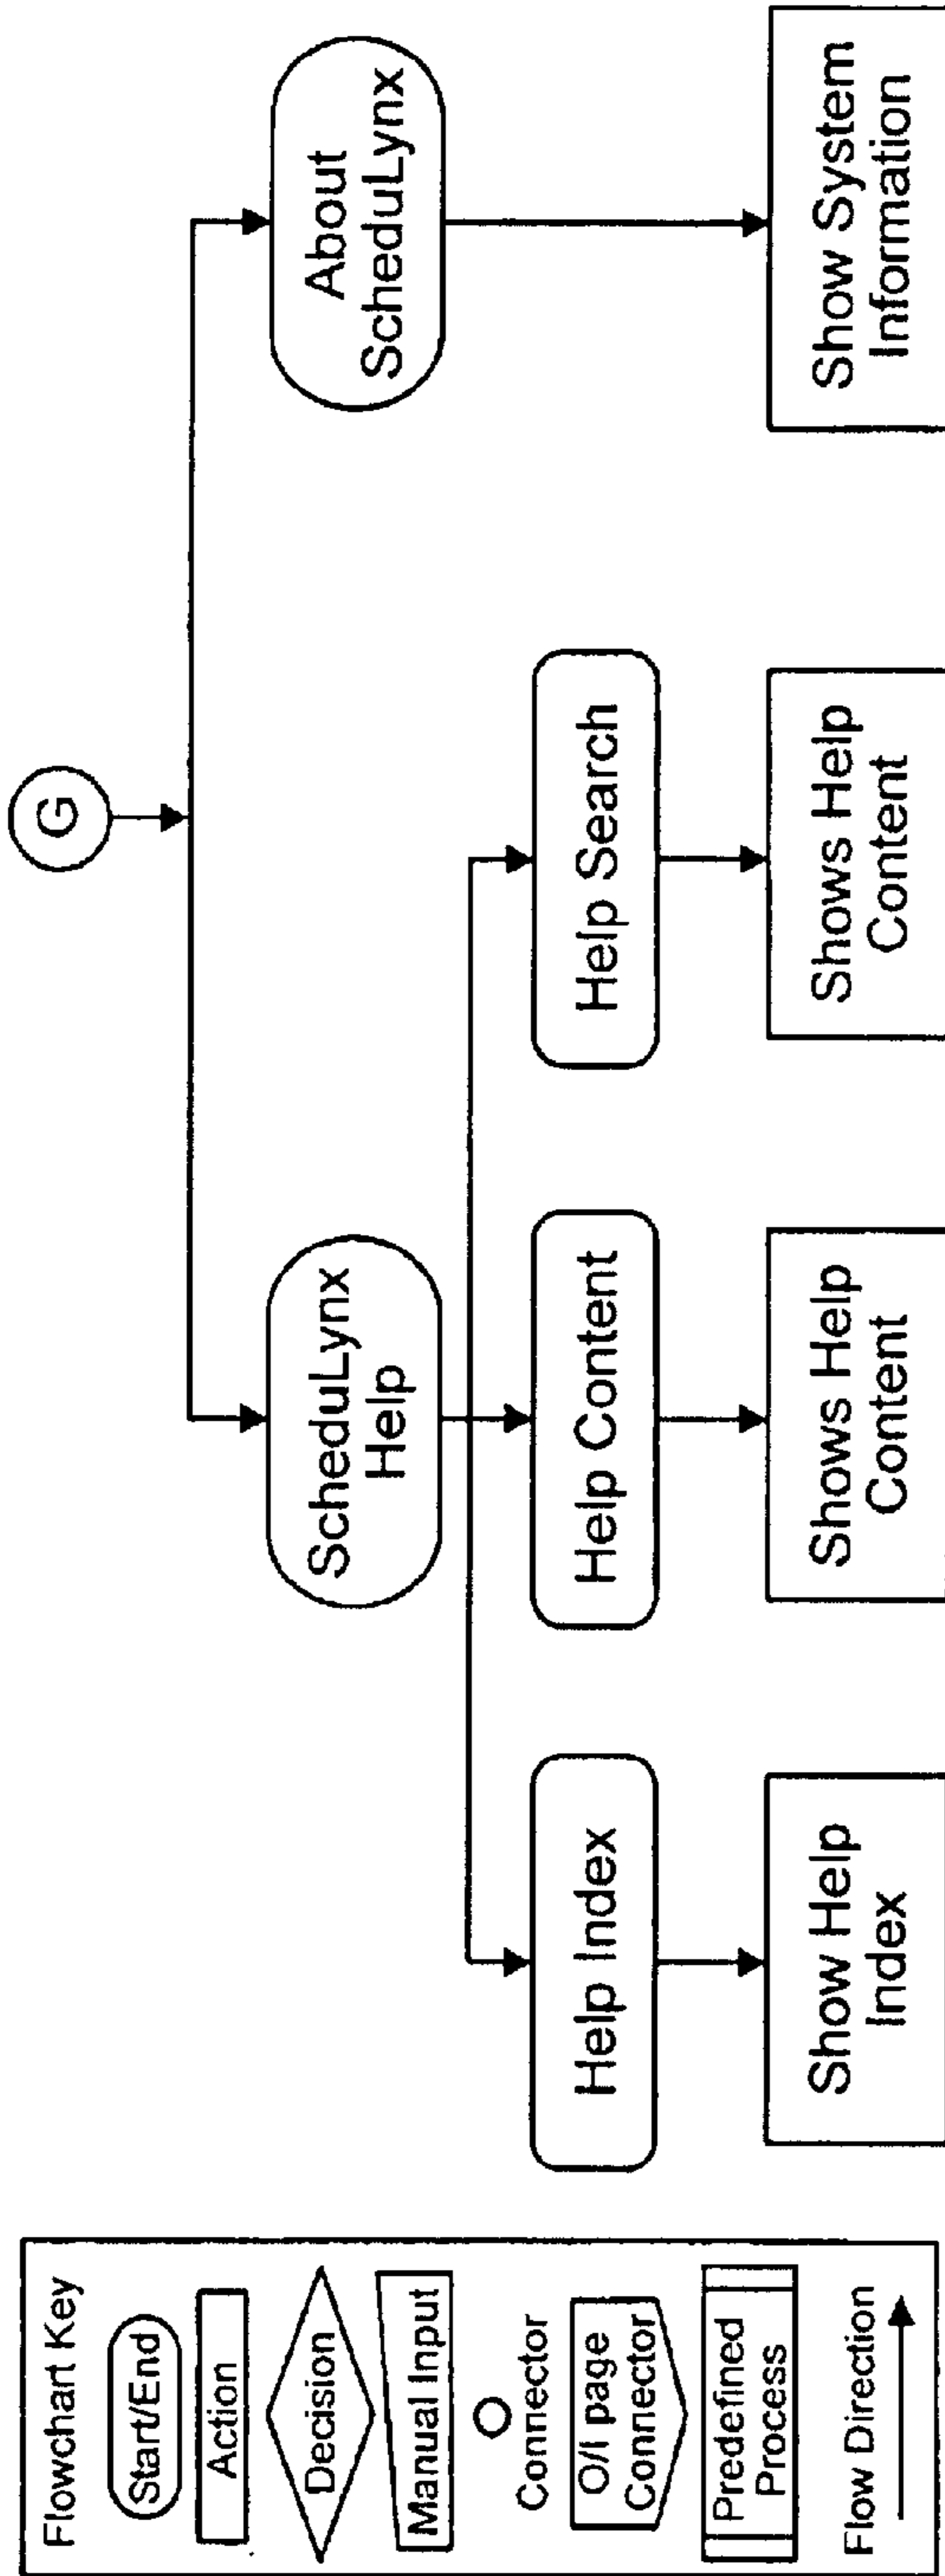 Flowchart Key
Start/End
Action
Decision
Manual Input
Connector
O/I page
Connector
Predefined
Process
Flow Direction
G
ScheduLynx
Help
About
ScheduLynx
Help Index
Help Content
Help Search
Show Help
Index
Shows Help
Content
Shows Help
Content
Show System
Information